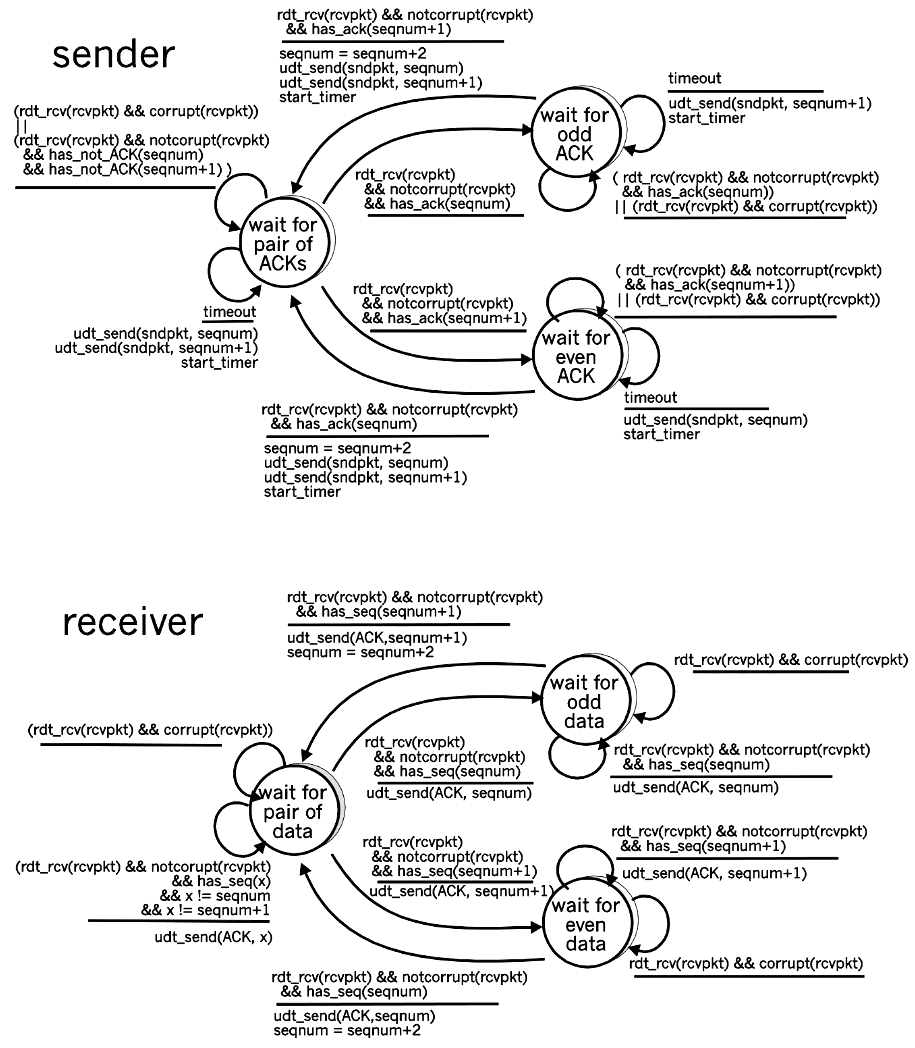 sender
rdt_rcv(rcvpkt) && notcorrupt(rcvpkt)
&& has_ack(seqnum+1)
seqnum = seqnum+2
udt_send(sndpkt, seqnum)
udt_send(sndpkt, seqnum+1)
start_timer
(rdt_rcv(rcvpkt) && corrupt(rcvpkt))
||
(rdt_rcv(rcvpkt) && notcorupt(rcvpkt)
&& has_not_ACK(seqnum)
&& has_not_ACK(seqnum+1) )
wait for
odd
ACK
timeout
udt_send(sndpkt, seqnum+1)
start_timer
rdt_rcv(rcvpkt)
&& notcorrupt(rcvpkt)
&& has_ack(seqnum)
( rdt_rcv(rcvpkt) && notcorrupt(rcvpkt)
&& has_ack(seqnum))
|| (rdt_rcv(rcvpkt) && corrupt(rcvpkt))
wait for
pair of
ACKs
timeout
udt_send(sndpkt, seqnum)
udt_send(sndpkt, seqnum+1)
start_timer
rdt_rcv(rcvpkt)
&& notcorrupt(rcvpkt)
&& has_ack(seqnum+1)
( rdt_rcv(rcvpkt) && notcorrupt(rcvpkt)
&& has_ack(seqnum+1))
|| (rdt_rcv(rcvpkt) && corrupt(rcvpkt))
wait for
even
ACK
timeout
udt_send(sndpkt, seqnum)
start_timer
rdt_rcv(rcvpkt) && notcorrupt(rcvpkt)
&& has_ack(seqnum)
seqnum = seqnum+2
udt_send(sndpkt, seqnum)
udt_send(sndpkt, seqnum+1)
start_timer
receiver
rdt_rcv(rcvpkt) && notcorrupt(rcvpkt)
&& has_seq(seqnum+1)
udt_send(ACK,seqnum+1)
seqnum = seqnum+2
wait for
odd
data
rdt_rcv(rcvpkt) && corrupt(rcvpkt)
(rdt_rcv(rcvpkt) && corrupt(rcvpkt))
rdt_rcv(rcvpkt)
&& notcorrupt(rcvpkt)
&& has_seq(seqnum)
udt_send(ACK, seqnum)
rdt_rcv(rcvpkt) && notcorrupt(rcvpkt)
&& has_seq(seqnum)
udt_send(ACK, seqnum)
wait for
pair of
data
(rdt_rcv(rcvpkt) && notcorupt(rcvpkt)
&& has_seq(x)
&& x != seqnum
&& x != seqnum+1
udt_send(ACK, x)
rdt_rcv(rcvpkt)
&& notcorrupt(rcvpkt)
&& has_seq(seqnum+1)
udt_send(ACK, seqnum+1)
rdt_rcv(rcvpkt) && notcorrupt(rcvpkt)
&& has_seq(seqnum+1)
udt_send(ACK, seqnum+1)
wait for
even
data
rdt_rcv(rcvpkt) && corrupt(rcvpkt)
rdt_rcv(rcvpkt) && notcorrupt(rcvpkt)
&& has_seq(seqnum)
udt_send(ACK,seqnum)
seqnum = seqnum+2